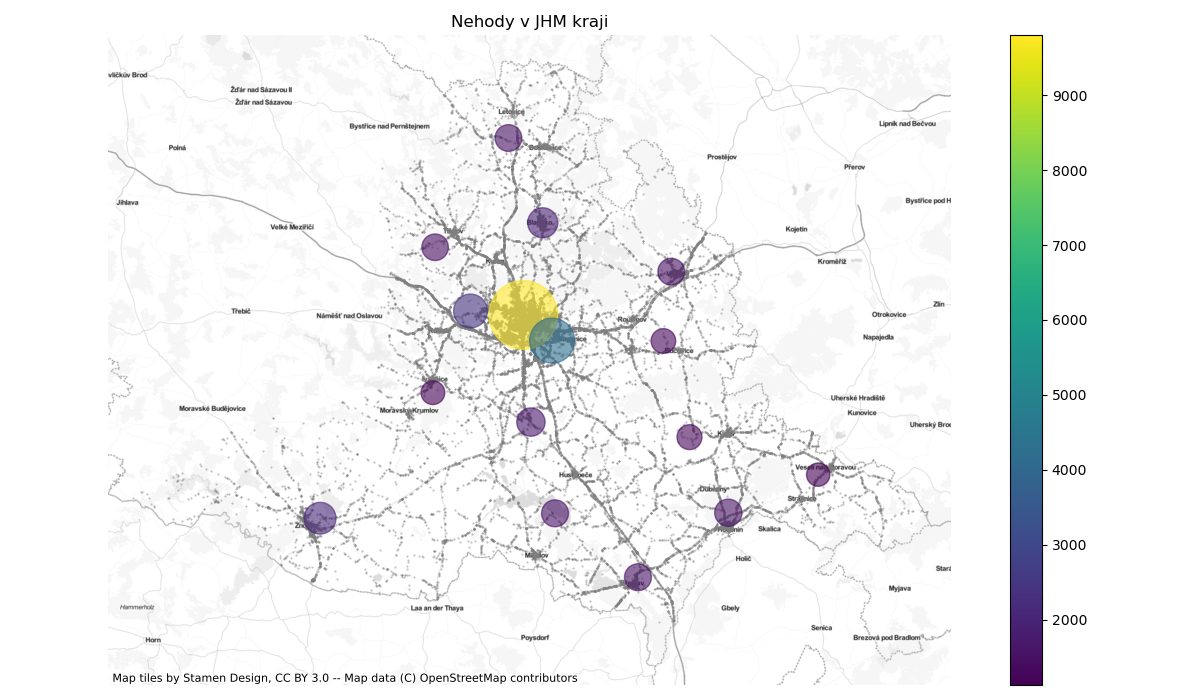 Nehody v JHM kraji
vlíčkův Brod
Žďár nad Sázavou II
Žďár nad Sázavou
Bystřice nad Pernštejnem
Letovice
Lipník nad Bečvou
9000
Polná
Prostějov
Přerov
8000
Jihlava
Bystřice pod H
Velké Meziříčí
Kojetín
7000
Kroměříž
Třebíč
Náměšť nad Oslavou
Rousínov
Zlín
Otrokovice
6000
Napajedla
5000
Moravské Budějovice
Moravský Krumlov
Uherské Hradiště
Kunovice
Uherský Brod
4000
Hustopeče
Dubňany
Veselí nad Moravou
Strážnice
Hodonín
Skalica
3000
Holíč
Stará
Myjava
Hammerholz
Laa an der Thaya
Gbely
2000
Senica
Horn
Poysdorf
Brezová pod Bradlom
Map tiles by Stamen Design, CC BY 3.0 -- Map data (C) OpenStreetMap contributors